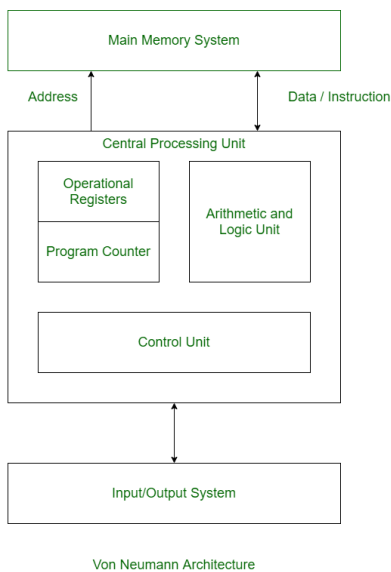 Main Memory System
Address
Data / Instruction
Central Processing Unit
Operational
Registers
Arithmetic and
Logic Unit
Program Counter
Control Unit
Input/Output System
Von Neumann Architecture